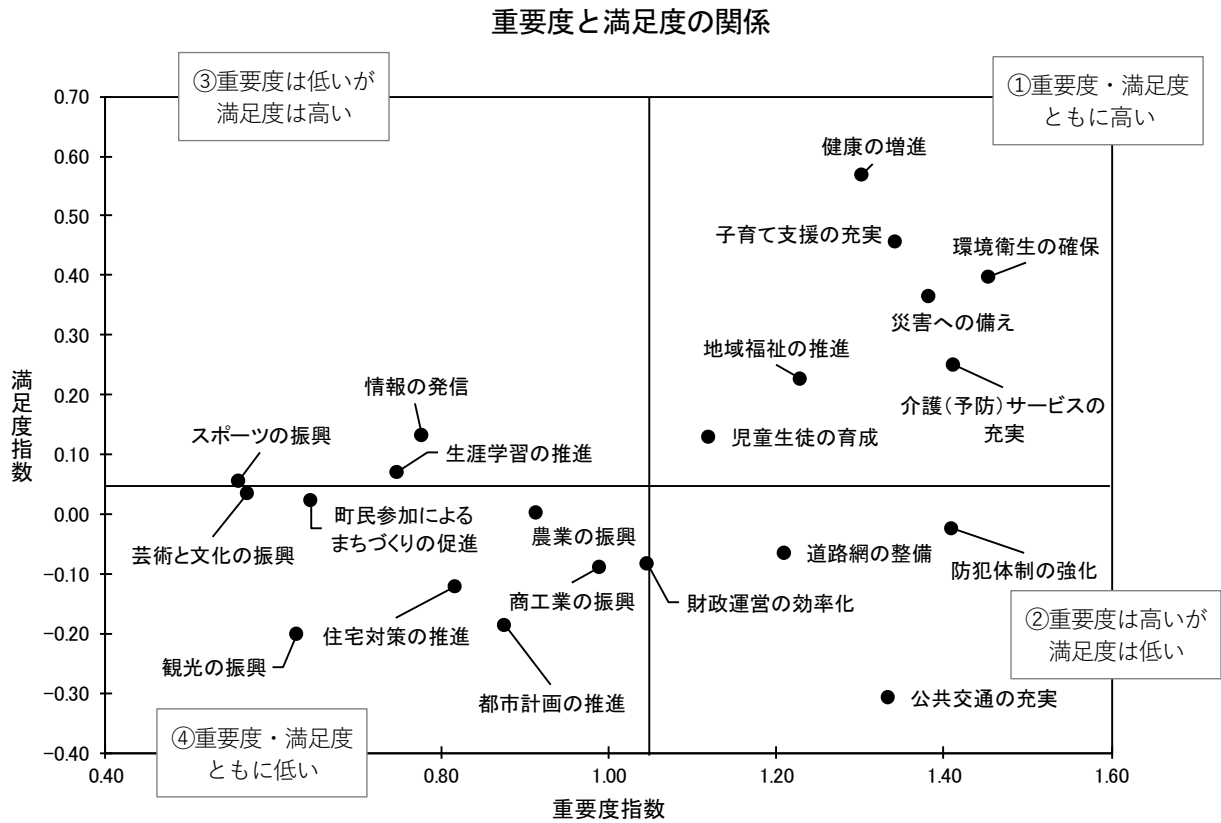 重要度と満足度の関係
③重要度は低いが
満足度は高い
①重要度・満足度
ともに高い
0.70
0.60
0.50
0.40
0.30
0.20
0.10
0.00
−0.10
−0.20
−0.30
−0.40
満足度指数
健康の増進
子育て支援の充実
環境衛生の確保
災害への備え
地域福祉の推進
介護(予防)サービスの
充実
児童生徒の育成
情報の発信
スポーツの振興
生涯学習の推進
芸術と文化の振興
町民参加による
まちづくりの促進
農業の振興
道路網の整備
防犯体制の強化
商工業の振興
財政運営の効率化
住宅対策の推進
観光の振興
都市計画の推進
公共交通の充実
②重要度は高いが
満足度は低い
④重要度・満足度
ともに低い
0.40
0.80
1.00
1.20
1.40
1.60
重要度指数